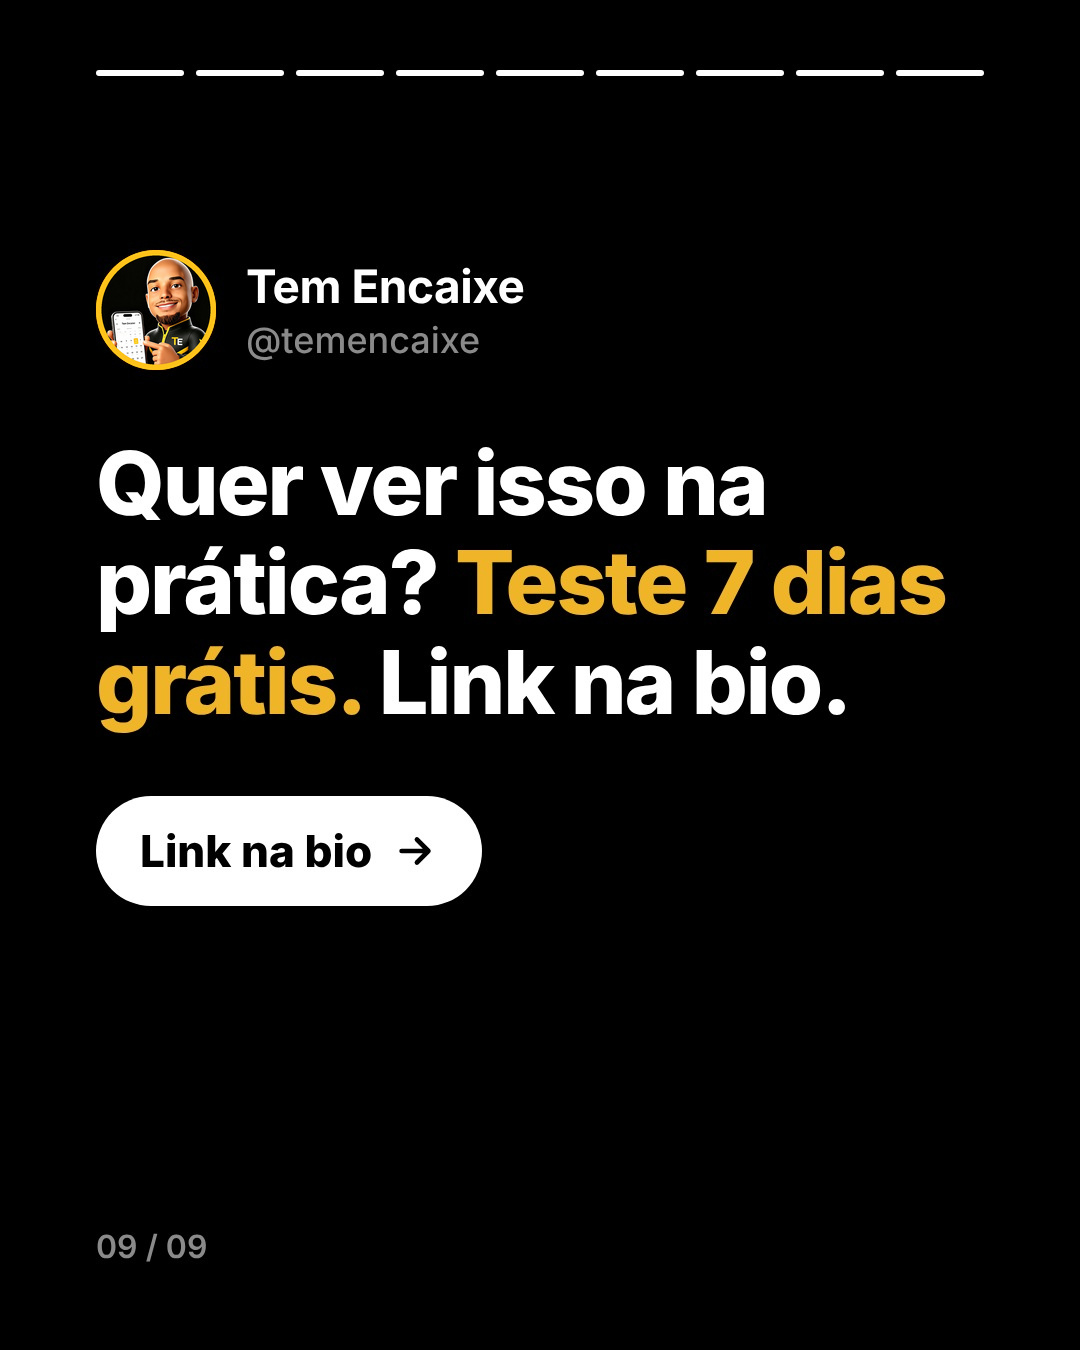 Tem Encaixe
@temencaixe
TE
Quer ver isso na
prática? Teste 7 dias
grátis. Link na bio.
Link na bio →
09 / 09